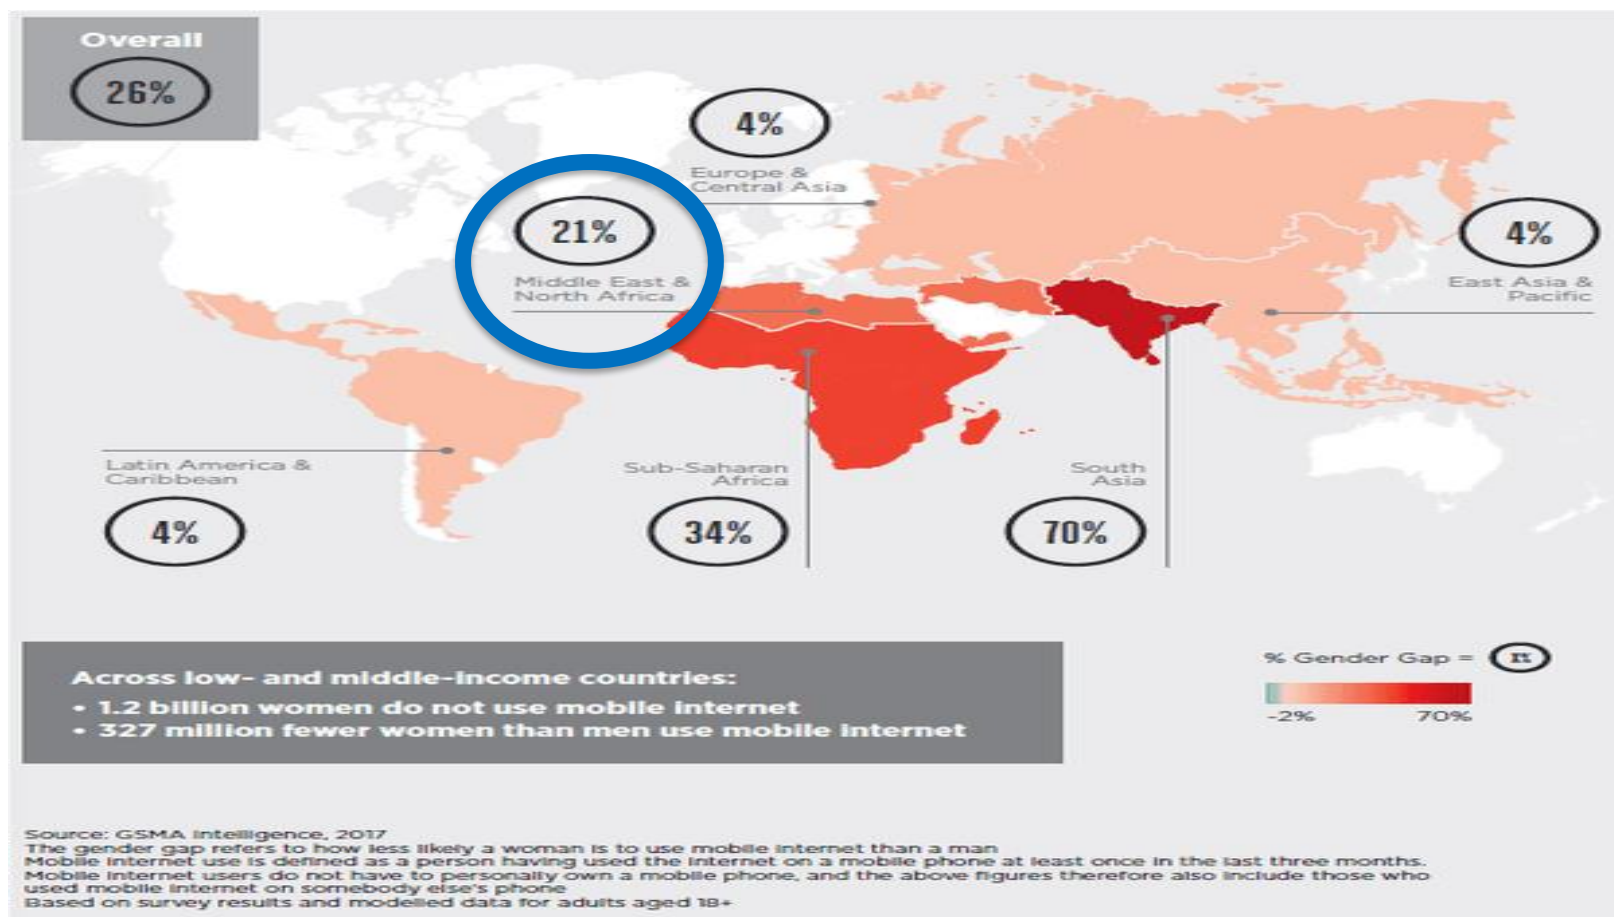 Overall
26%
4%
Europe &
Central Asia
21%
Middle East &
North Africa
4%
East Asia &
Pacific
Latin America &
Caribbean
4%
Sub-Saharan
Africa
34%
South
Asia
70%
Across low- and middle-income countries:
• 1.2 billion women do not use mobile internet
• 327 million fewer women than men use mobile internet
% Gender Gap =
-2% 70%
Source: GSMA Intelligence, 2017
The gender gap refers to how less likely a woman is to use mobile internet than a man
Mobile internet use is defined as a person having used the internet on a mobile phone at least once in the last three months.
Mobile internet users do not have to personally own a mobile phone, and the above figures therefore also include those who
used mobile internet on somebody else's phone
Based on survey results and modelled data for adults aged 18+